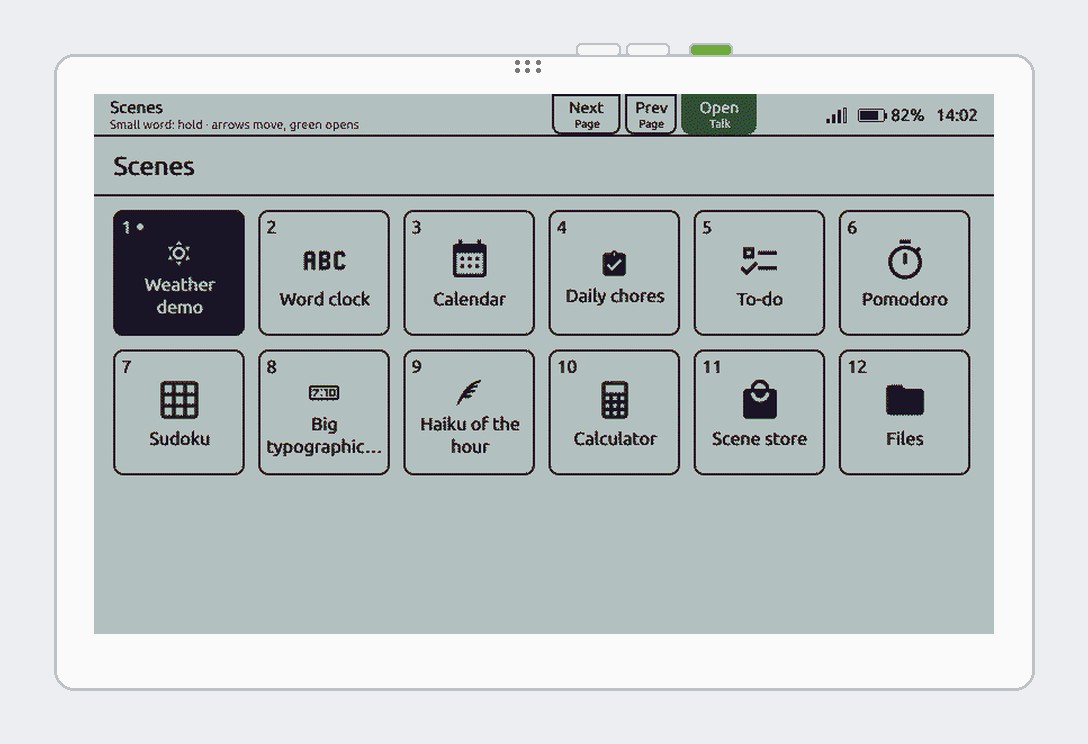 Scenes
Small word: hold · arrows move, green opens
Next
Page
Prev
Page
Open
Talk
82% 14:02
Scenes
1 •
Weather
demo
2
ABC
Word clock
3
Calendar
4
Daily chores
5
To-do
6
Pomodoro
7
Sudoku
8
7:10
Big
typographic...
9
Haiku of the
hour
10
Calculator
11
Scene store
12
Files